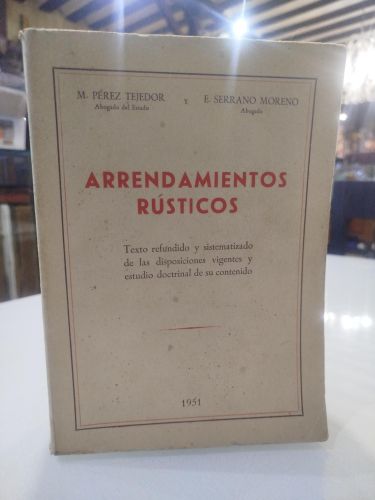 M. PÉREZ TEJEDOR Y E. SERRANO MORENO
Abogado del Estado Abogado
ARRENDAMIENTOS
RÚSTICOS
Texto refundido y sistematizado
de las disposiciones vigentes y
estudio doctrinal de su contenido
1951